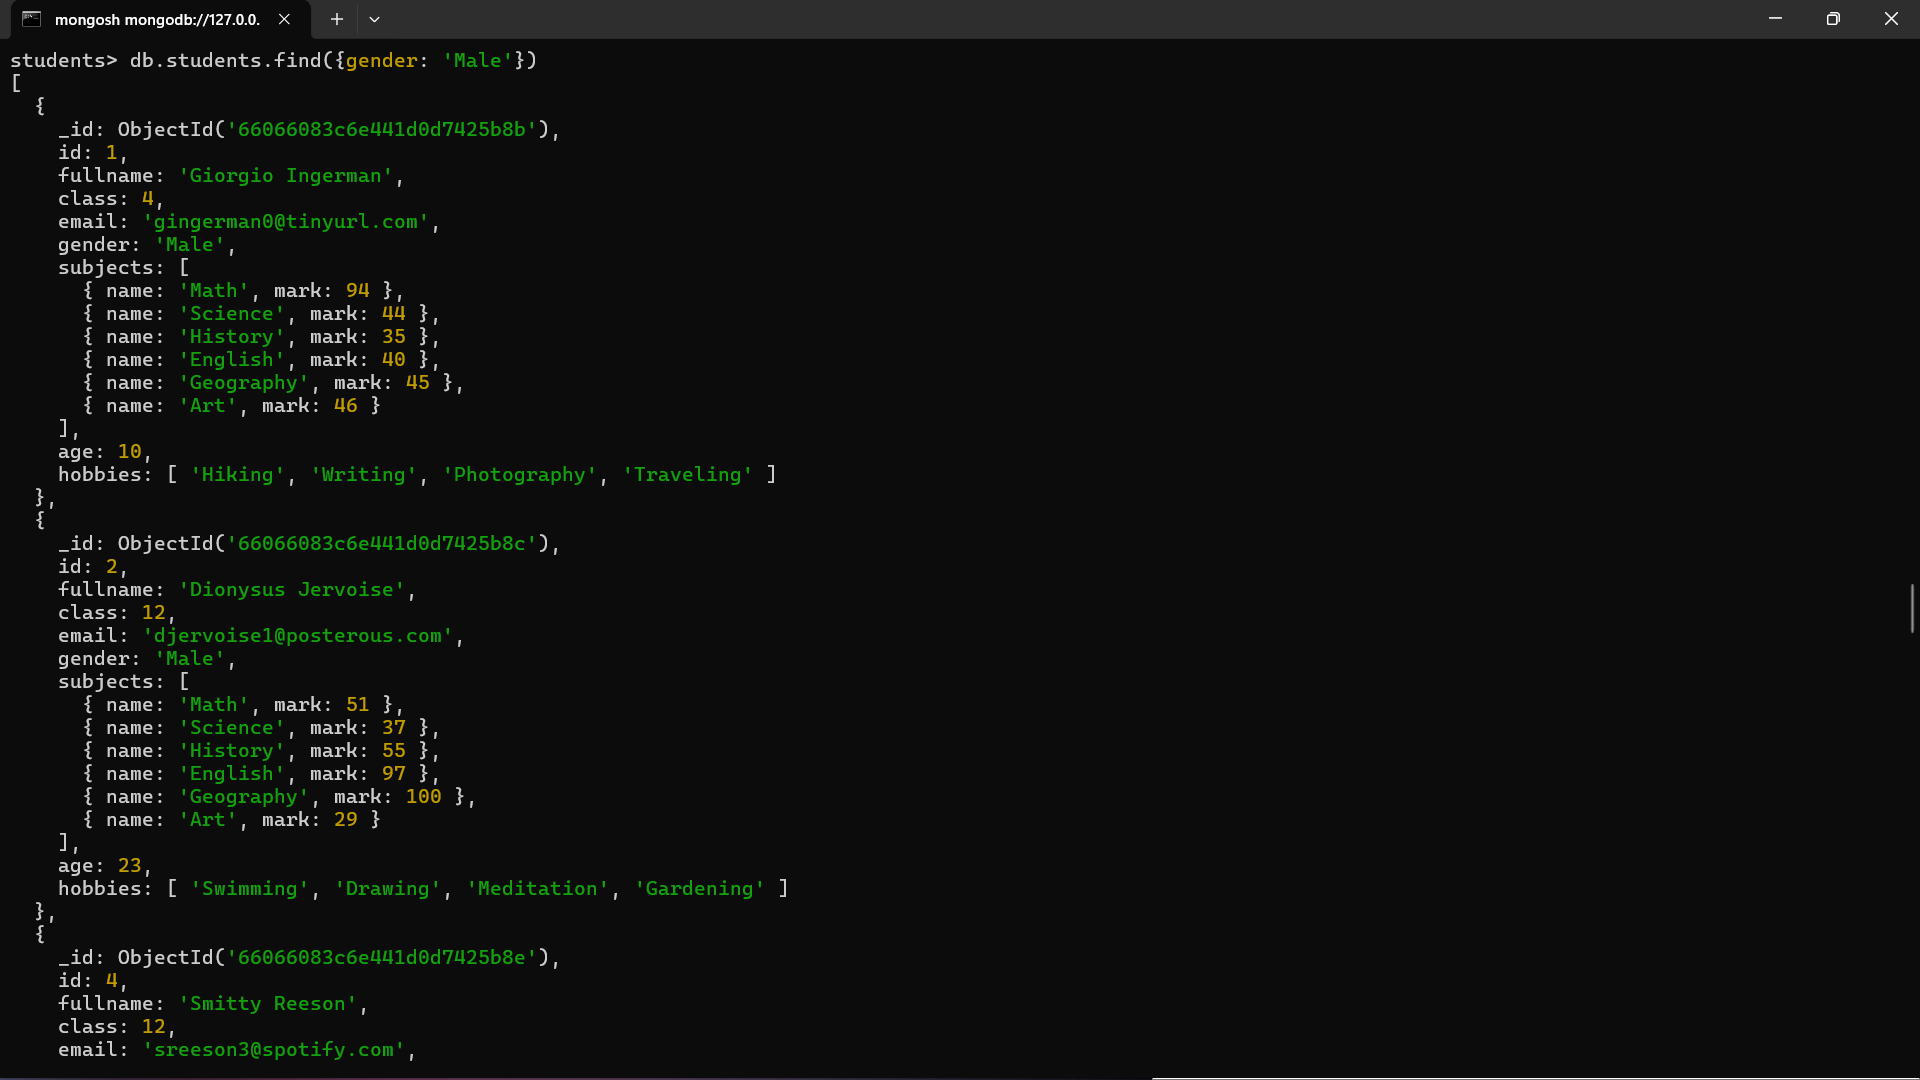 mongosh mongodb://127.0.0.
students> db.students.find({gender: 'Male'})
[
  {
    _id: ObjectId('66066083c6e441d0d7425b8b'),
    id: 1,
    fullname: 'Giorgio Ingerman',
    class: 4,
    email: 'gingerman0@tinyurl.com',
    gender: 'Male',
    subjects: [
      { name: 'Math', mark: 94 },
      { name: 'Science', mark: 44 },
      { name: 'History', mark: 35 },
      { name: 'English', mark: 40 },
      { name: 'Geography', mark: 45 },
      { name: 'Art', mark: 46 }
    ],
    age: 10,
    hobbies: [ 'Hiking', 'Writing', 'Photography', 'Traveling' ]
  },
  {
    _id: ObjectId('66066083c6e441d0d7425b8c'),
    id: 2,
    fullname: 'Dionysus Jervoise',
    class: 12,
    email: 'djervoise1@posterous.com',
    gender: 'Male',
    subjects: [
      { name: 'Math', mark: 51 },
      { name: 'Science', mark: 37 },
      { name: 'History', mark: 55 },
      { name: 'English', mark: 97 },
      { name: 'Geography', mark: 100 },
      { name: 'Art', mark: 29 }
    ],
    age: 23,
    hobbies: [ 'Swimming', 'Drawing', 'Meditation', 'Gardening' ]
  },
  {
    _id: ObjectId('66066083c6e441d0d7425b8e'),
    id: 4,
    fullname: 'Smitty Reeson',
    class: 12,
    email: 'sreeson3@spotify.com',